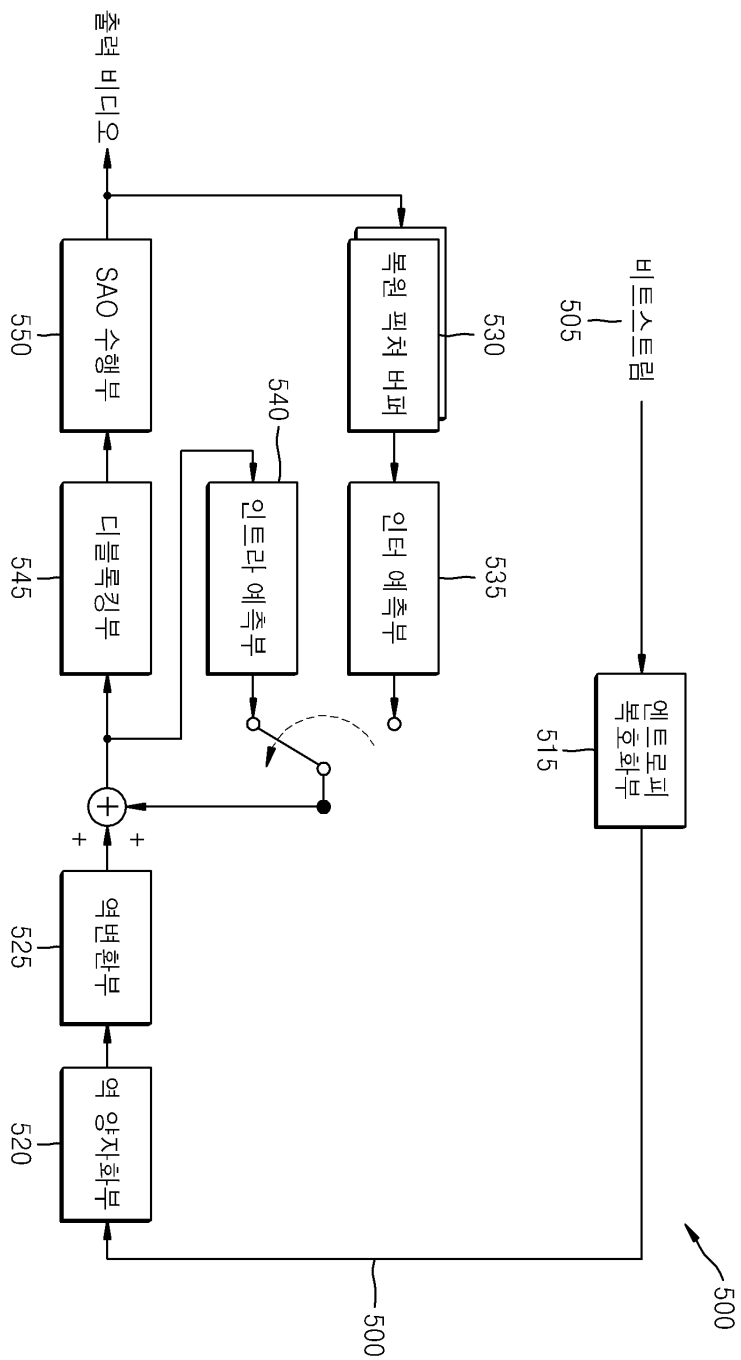 500
비트스트림
505
엔트로피
복호화부
515
500
530
복원 픽쳐 버퍼
535
인터 예측부
540
인트라 예측부
출력 비디오
SAO 수행부
550
디블록킹부
545
+
+
+
역변환부
525
역 양자화부
520